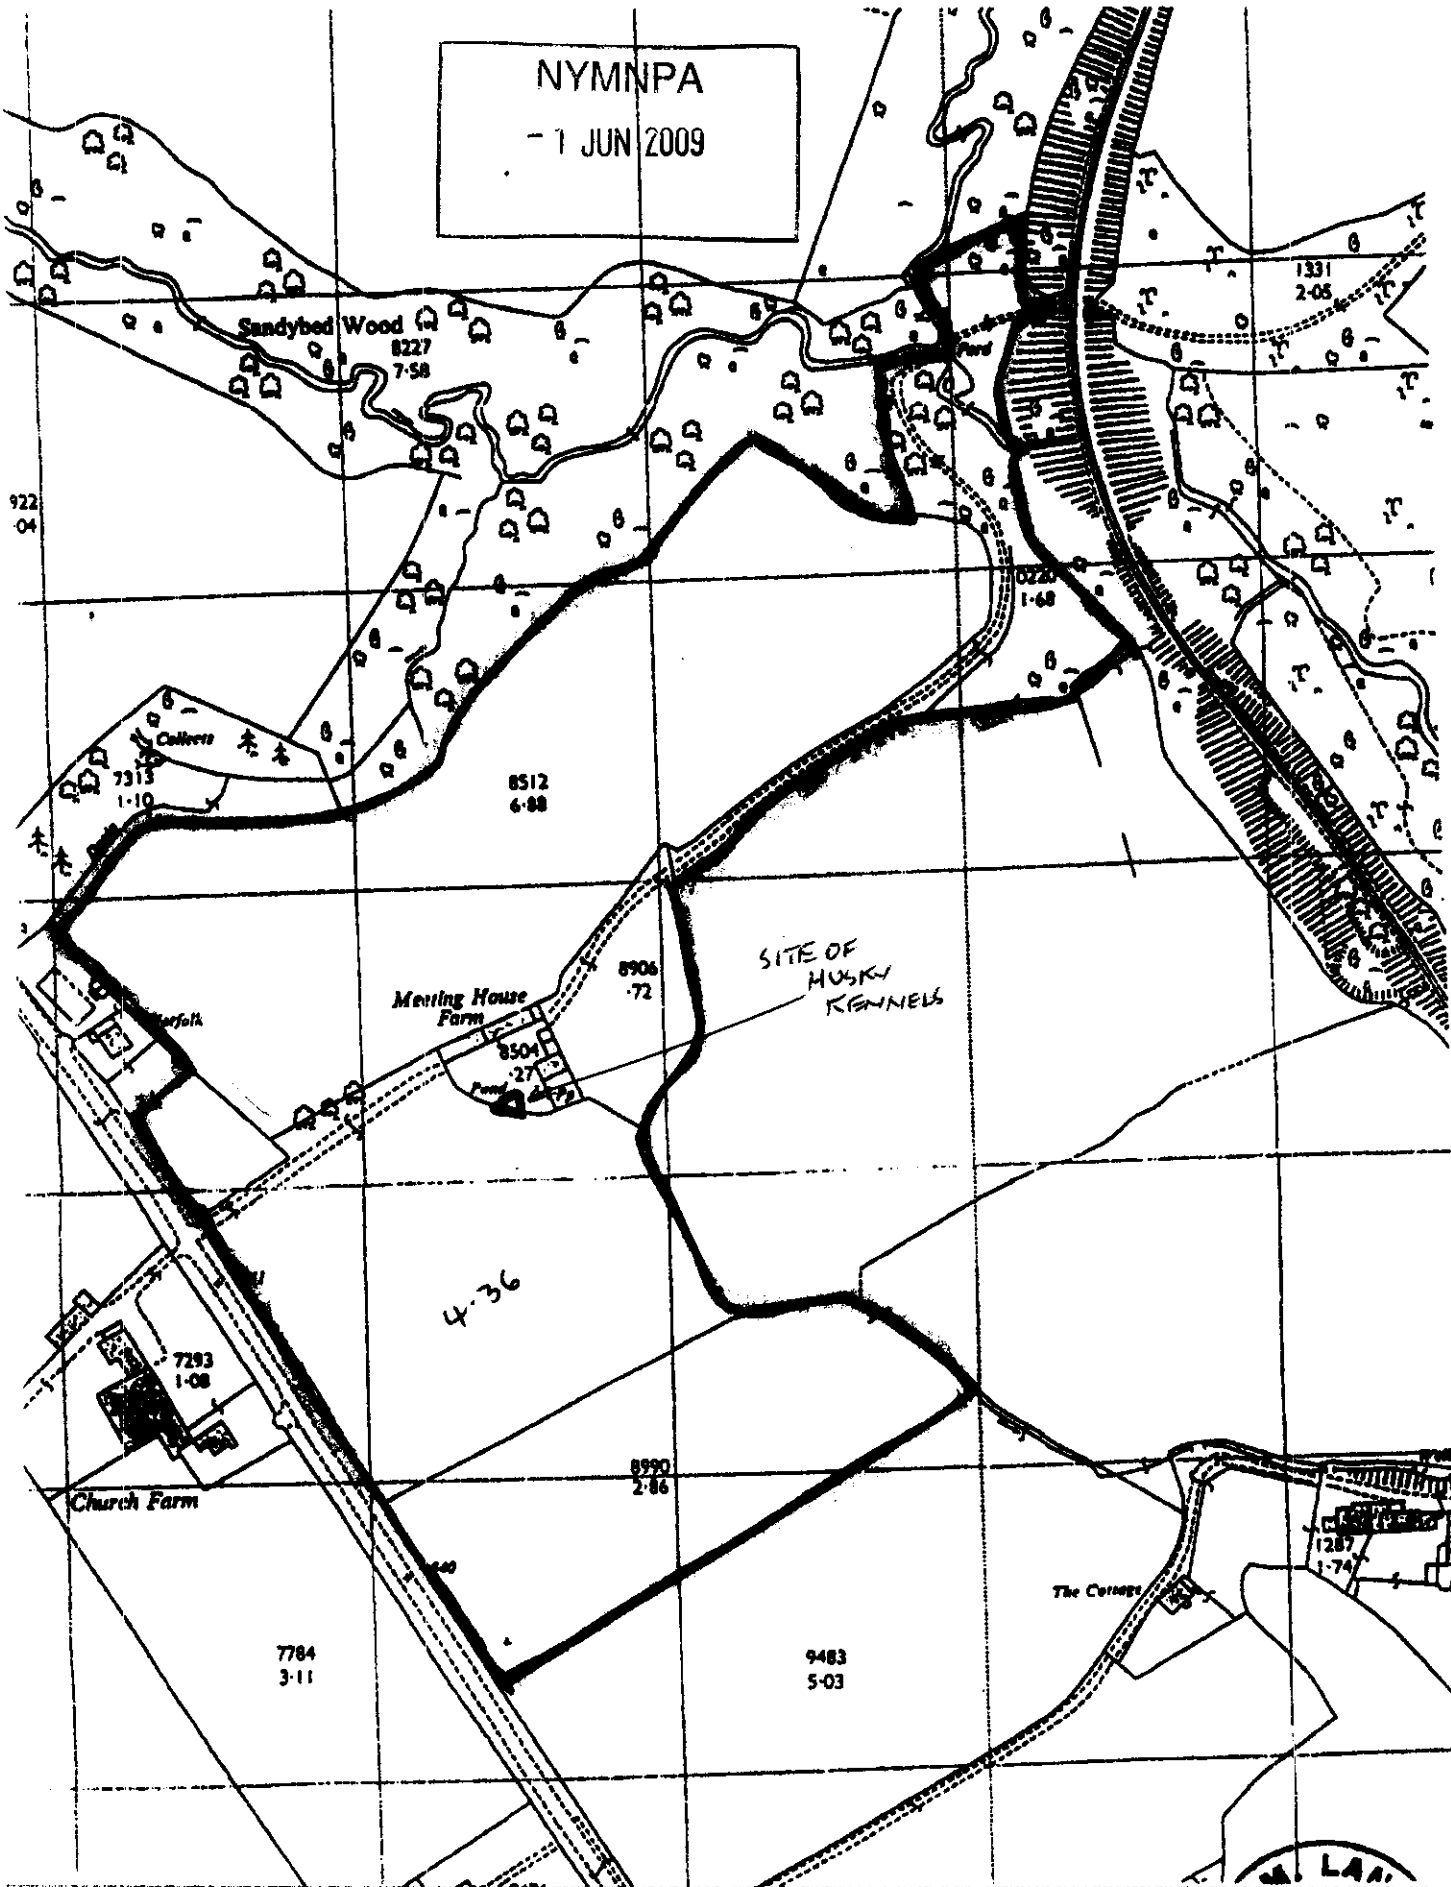 NYMNPA
- 1 JUN 2009
1331
2·05
Sandybed Wood
8227
7·58
Ford
922
·04
0220
1·68
Collects
7313
1·10
8512
6·88
SITE OF
HUSKY
KENNELS
8906
·72
Meeting House
Farm
Norfolk
8504
·27
Pond
4·36
7293
1·08
8990
2·86
Church Farm
1287
1·74
The Cottage
7784
3·11
9483
5·03